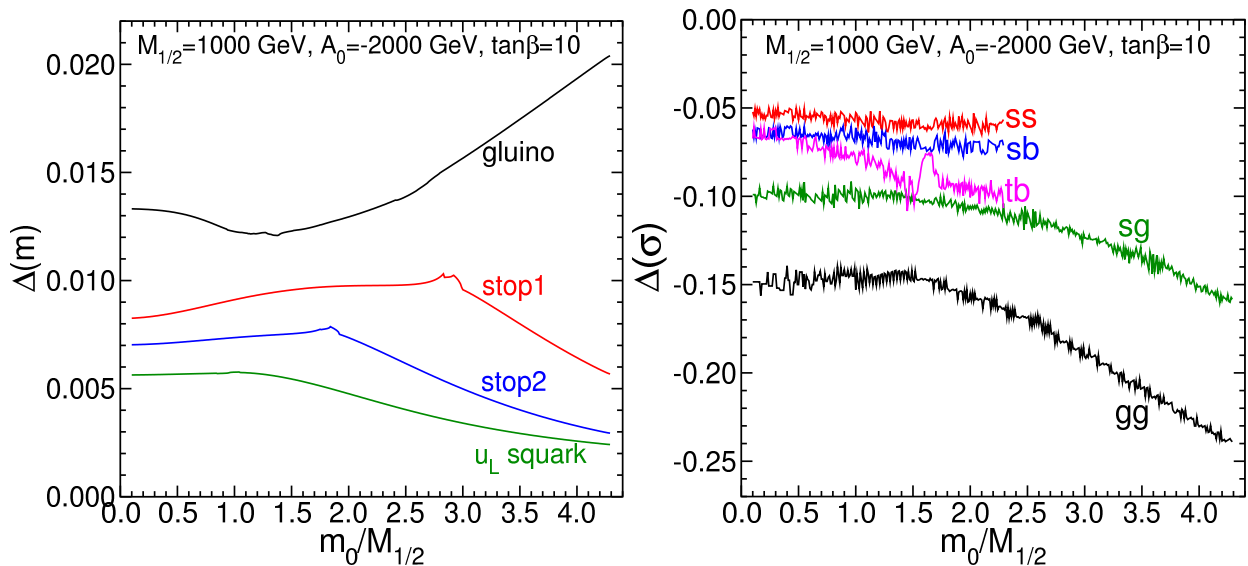 M1/2=1000 GeV, A0=-2000 GeV, tanβ=10
0.020
0.015
0.010
0.005
0.000
Δ(m)
gluino
stop1
stop2
uL squark
0.0 0.5 1.0 1.5 2.0 2.5 3.0 3.5 4.0
m0/M1/2
M1/2=1000 GeV, A0=-2000 GeV, tanβ=10
0.00
-0.05
-0.10
-0.15
-0.20
-0.25
Δ(σ)
ss
sb
tb
sg
gg
0.0 0.5 1.0 1.5 2.0 2.5 3.0 3.5 4.0
m0/M1/2